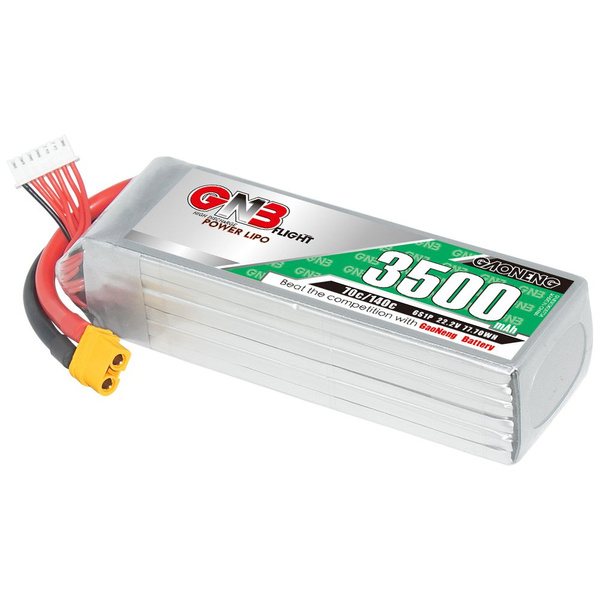 GNB
HIGH DISCHARGE
FLIGHT
POWER LIPO
GAONENG
3500
mAh
70C/140C
6S1P 22.2V 77.70WH
Beat the competition with GaoNeng Battery